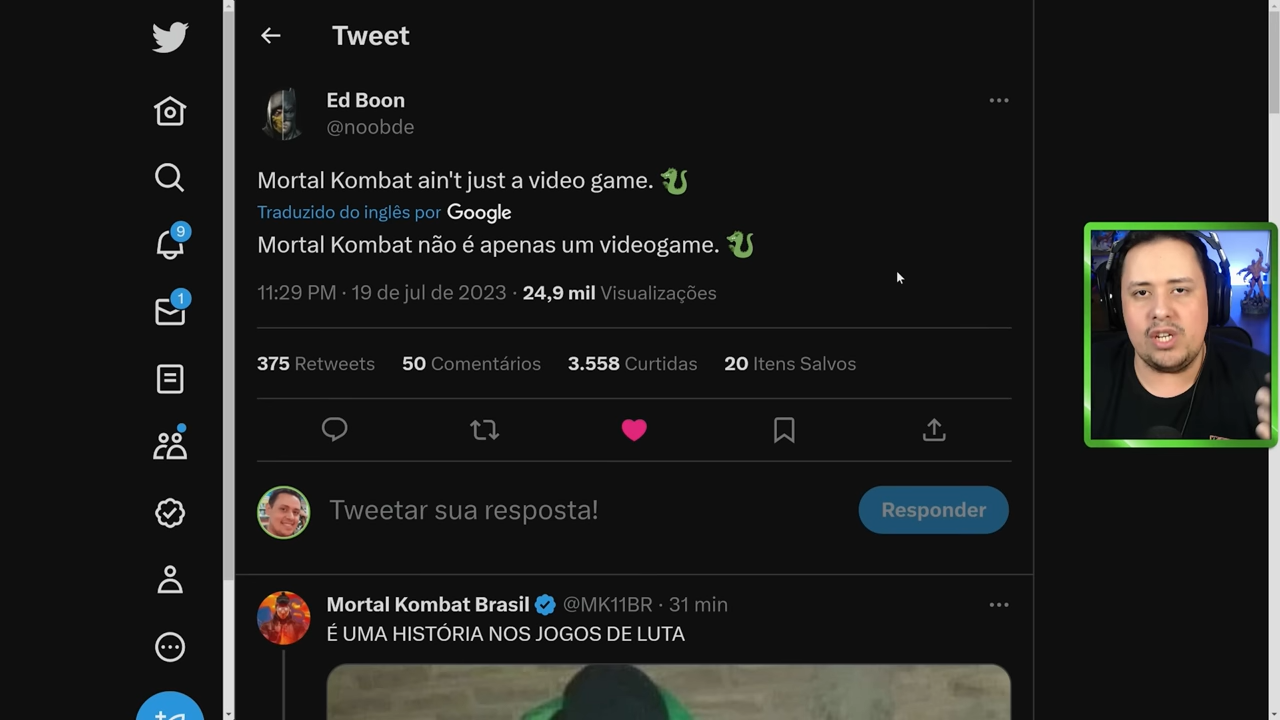 Tweet
Ed Boon
@noobde
Mortal Kombat ain't just a video game.
Traduzido do inglês por Google
Mortal Kombat não é apenas um videogame.
11:29 PM · 19 de jul de 2023 · 24,9 mil Visualizações
375 Retweets 50 Comentários 3.558 Curtidas 20 Itens Salvos
Tweetar sua resposta!
Responder
Mortal Kombat Brasil @MK11BR · 31 min
É UMA HISTÓRIA NOS JOGOS DE LUTA
9
1